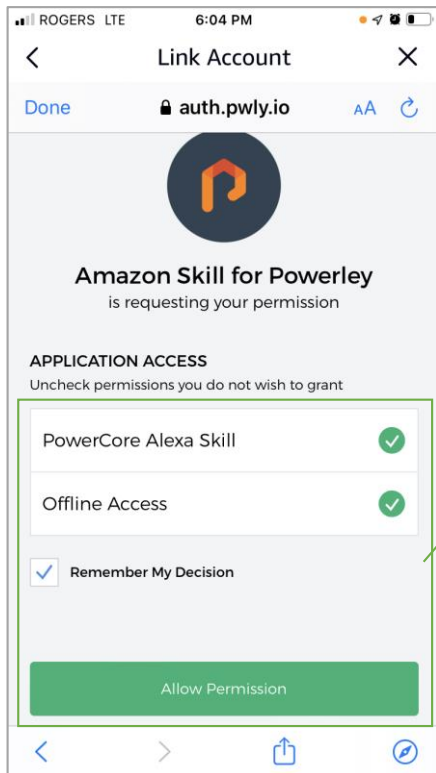 ROGERS LTE 6:04 PM
Link Account
Done auth.pwly.io AA
Amazon Skill for Powerley
is requesting your permission
APPLICATION ACCESS
Uncheck permissions you do not wish to grant
PowerCore Alexa Skill
Offline Access
Remember My Decision
Allow Permission